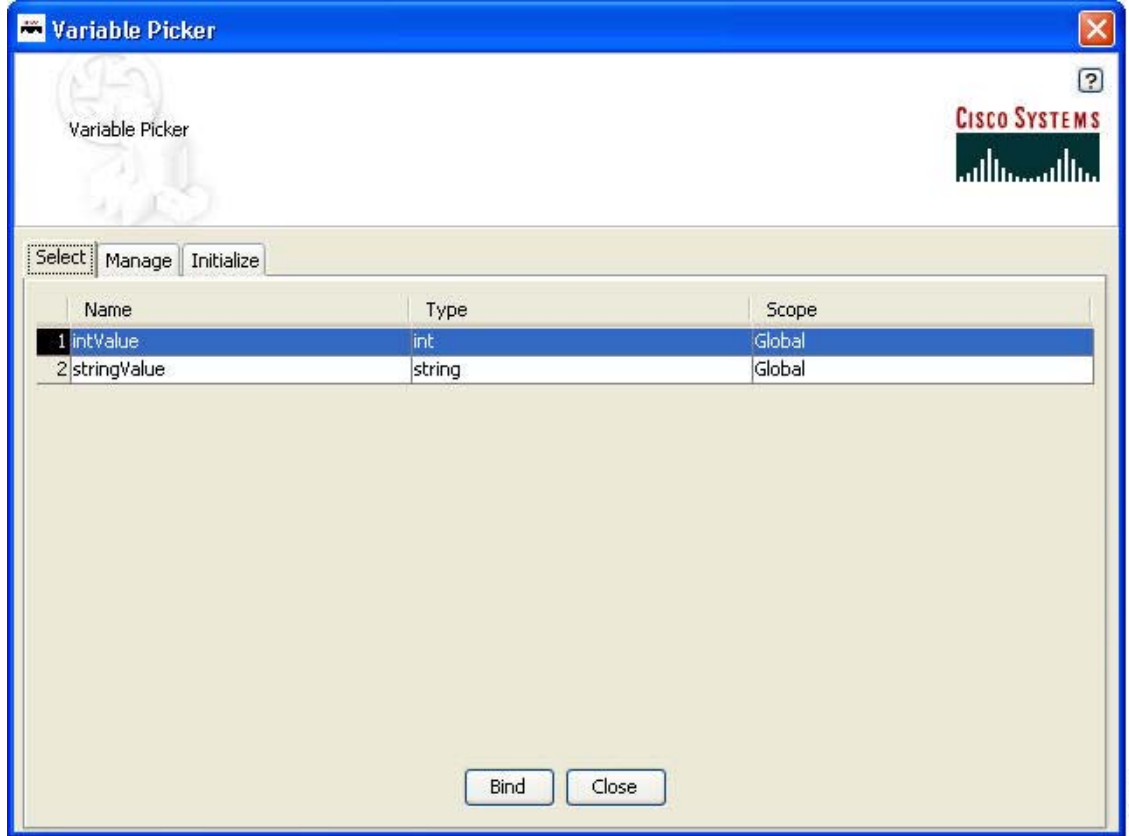 Variable Picker
?
Variable Picker
CISCO SYSTEMS
Select Manage Initialize
Name Type Scope
1 intValue int Global
2 stringValue string Global
Bind Close